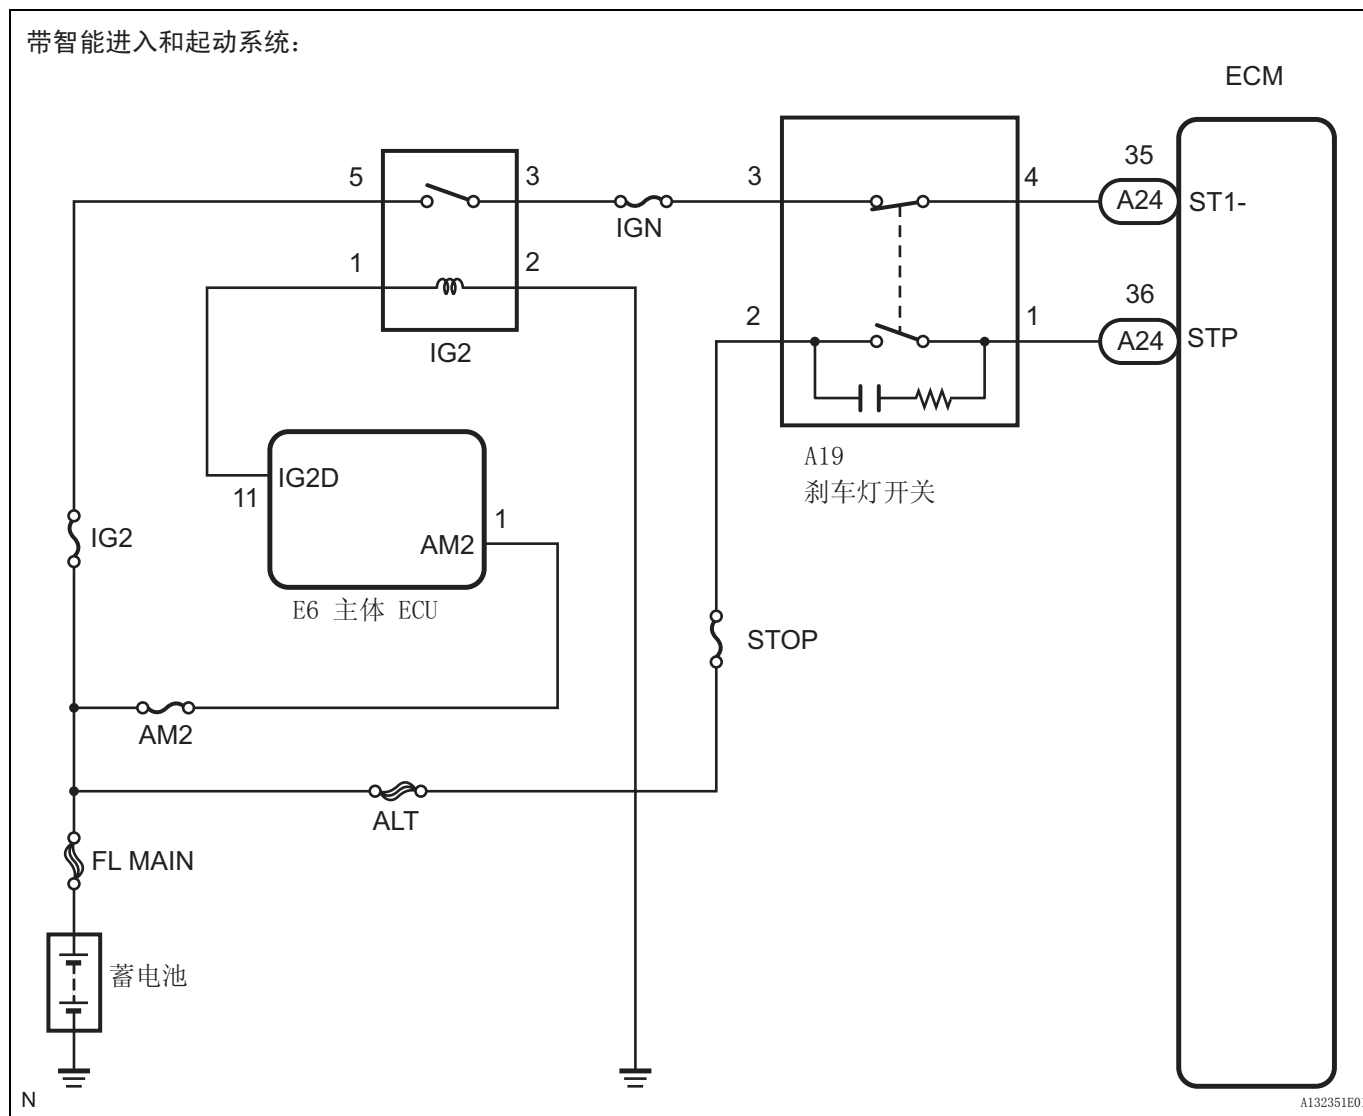 带智能进入和起动系统:
ECM
5
3
3
4
35
A24
ST1-
IGN
1
2
36
2
1
A24
STP
IG2
A19
刹车灯开关
IG2D
11
1
AM2
IG2
E6 主体 ECU
STOP
AM2
ALT
FL MAIN
蓄电池
N
A132351E01